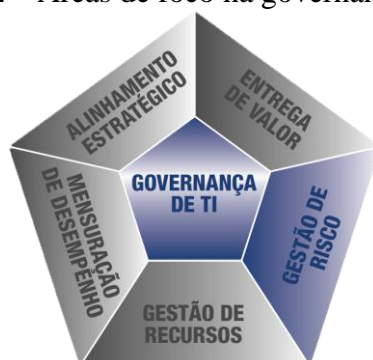 Áreas de foco na governan
ALINHAMENTO
ESTRATÉGICO
ENTREGA
DE VALOR
GOVERNANÇA
DE TI
MENSURAÇÃO
DE DESEMPENHO
GESTÃO DE
RISCO
GESTÃO DE
RECURSOS